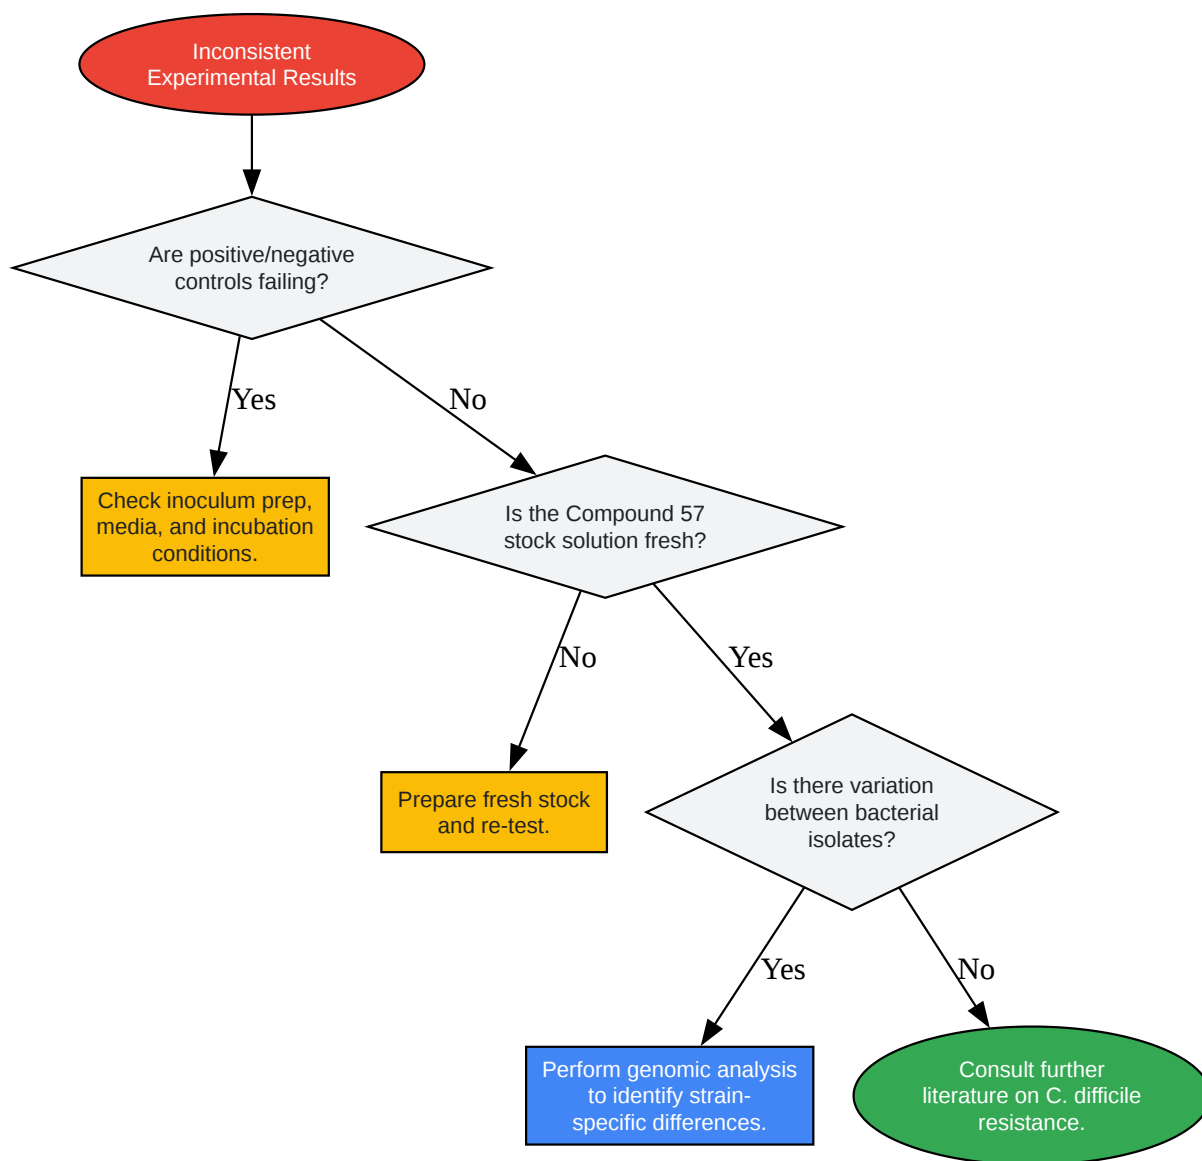 Inconsistent
Experimental Results
Are positive/negative
controls failing?
Yes
No
Check inoculum prep,
media, and incubation
conditions.
Is the Compound 57
stock solution fresh?
No
Yes
Prepare fresh stock
and re-test.
Is there variation
between bacterial
isolates?
Yes
No
Perform genomic analysis
to identify strain-
specific differences.
Consult further
literature on C. difficile
resistance.